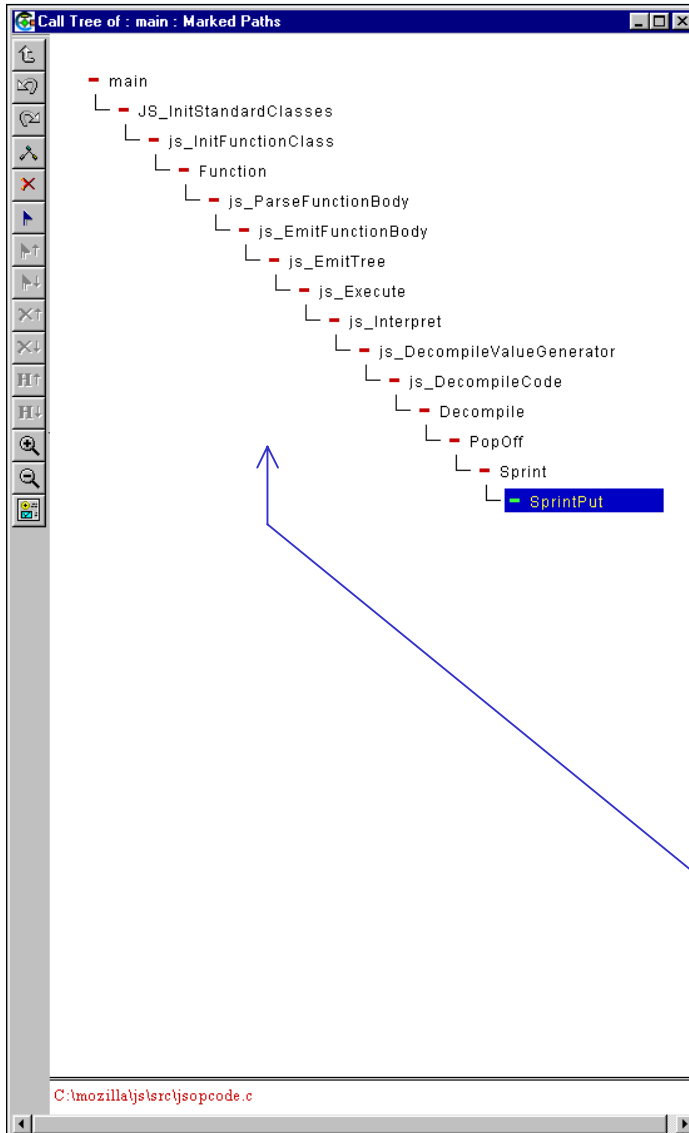 Call Tree of : main : Marked Paths
main
JS_InitStandardClasses
js_InitFunctionClass
Function
js_ParseFunctionBody
js_EmitFunctionBody
js_EmitTree
js_Execute
js_Interpret
js_DecompileValueGenerator
js_DecompileCode
Decompile
PopOff
Sprint
SprintPut
H↑
H↓
C:\mozilla\js\src\jsopcode.c